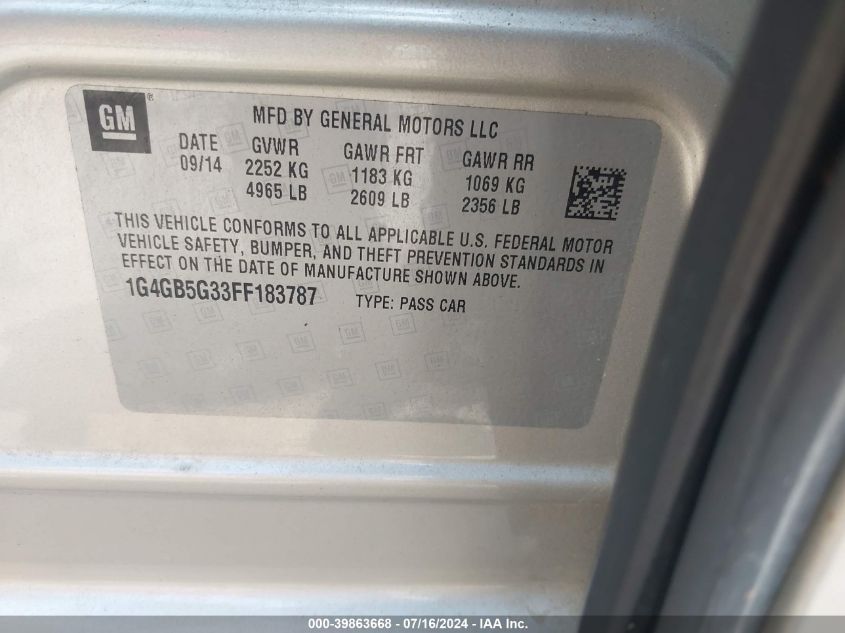 GM®
MFD BY GENERAL MOTORS LLC
DATE GVWR GAWR FRT GAWR RR
09/14 2252 KG 1183 KG 1069 KG
4965 LB 2609 LB 2356 LB
THIS VEHICLE CONFORMS TO ALL APPLICABLE U.S. FEDERAL MOTOR
VEHICLE SAFETY, BUMPER, AND THEFT PREVENTION STANDARDS IN
EFFECT ON THE DATE OF MANUFACTURE SHOWN ABOVE.
1G4GB5G33FF183787 TYPE: PASS CAR
000-39863668 - 07/16/2024 - IAA Inc.